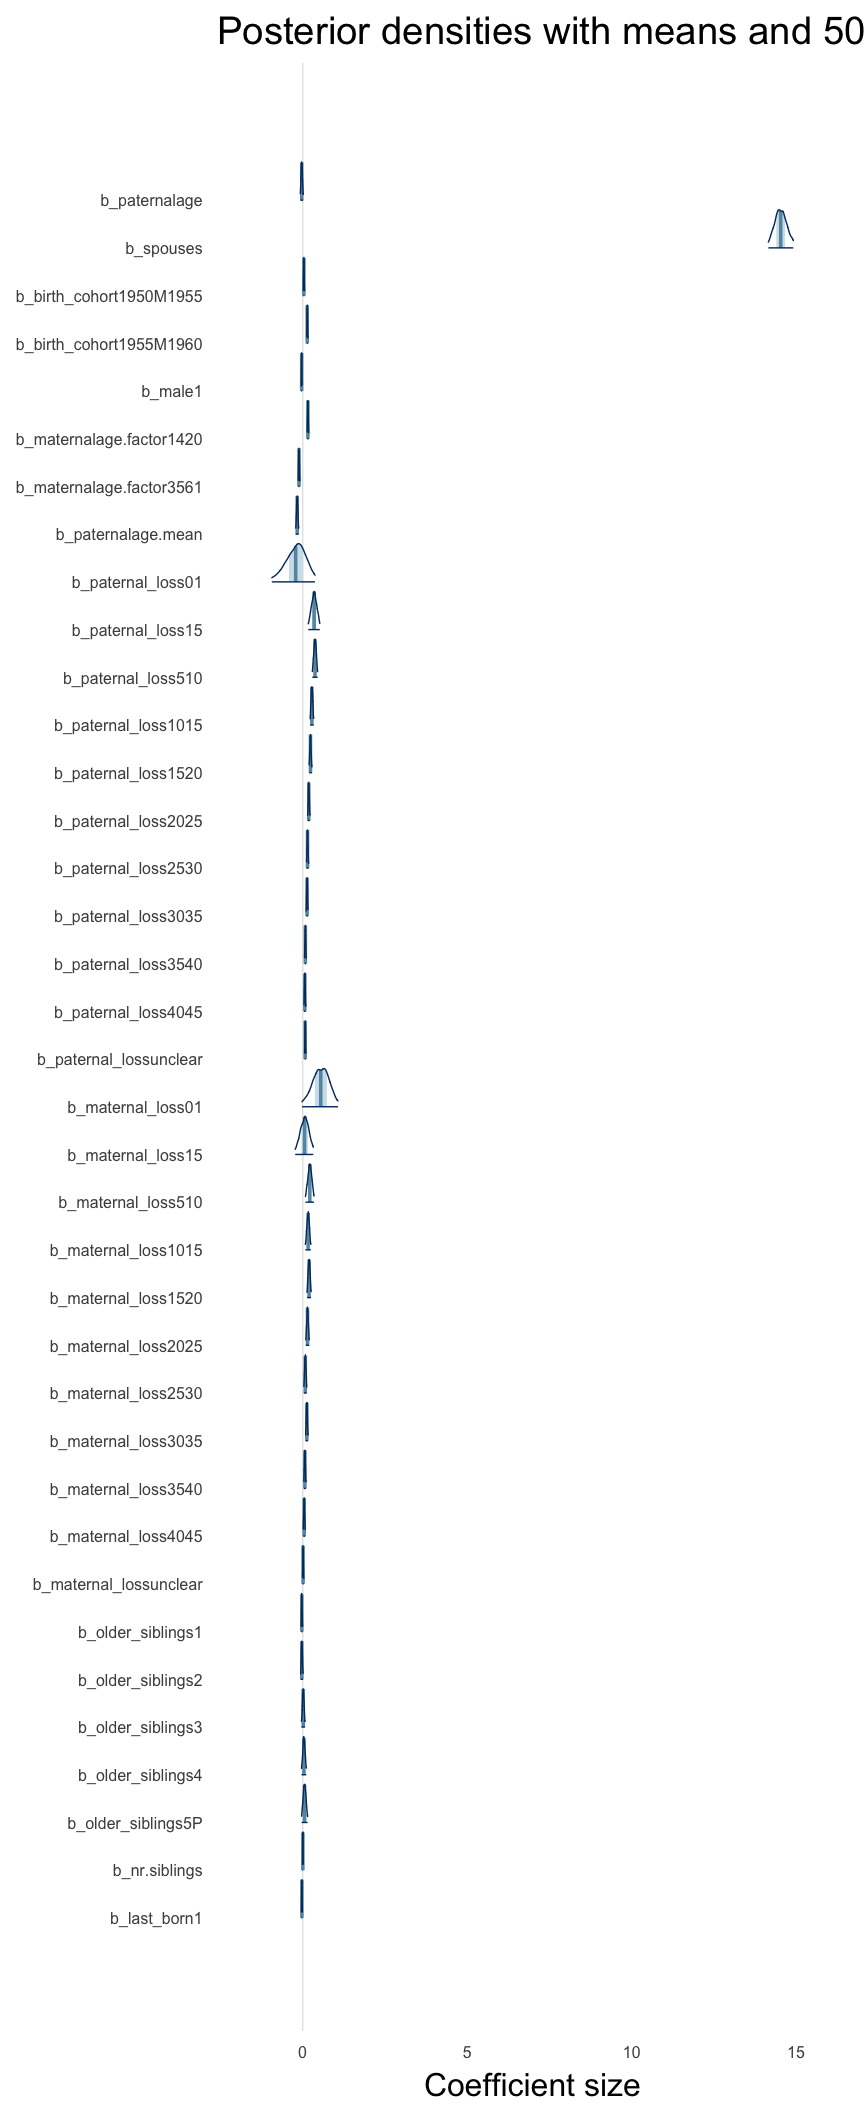 Posterior densities with means and 50
b_paternalage
b_spouses
b_birth_cohort1950M1955
b_birth_cohort1955M1960
b_male1
b_maternalage.factor1420
b_maternalage.factor3561
b_paternalage.mean
b_paternal_loss01
b_paternal_loss15
b_paternal_loss510
b_paternal_loss1015
b_paternal_loss1520
b_paternal_loss2025
b_paternal_loss2530
b_paternal_loss3035
b_paternal_loss3540
b_paternal_loss4045
b_paternal_lossunclear
b_maternal_loss01
b_maternal_loss15
b_maternal_loss510
b_maternal_loss1015
b_maternal_loss1520
b_maternal_loss2025
b_maternal_loss2530
b_maternal_loss3035
b_maternal_loss3540
b_maternal_loss4045
b_maternal_lossunclear
b_older_siblings1
b_older_siblings2
b_older_siblings3
b_older_siblings4
b_older_siblings5P
b_nr.siblings
b_last_born1
0 5 10 15
Coefficient size